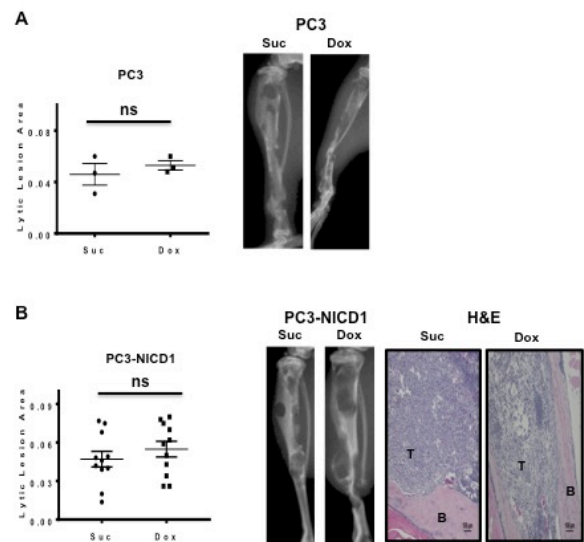 A
PC3
Suc Dox
PC3
ns
Lytic Lesion Area
0.08
0.04
0.00
Suc Dox
B
PC3-NICD1
Suc Dox
H&E
Suc Dox
PC3-NICD1
ns
Lytic Lesion Area
0.09
0.06
0.03
0.00
Suc Dox
T
B
T
B